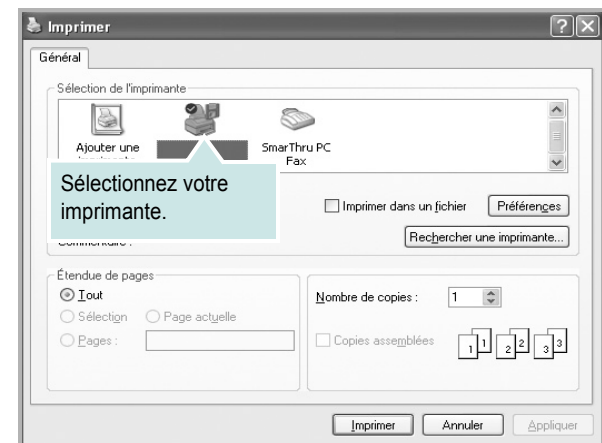 Imprimer
Général
Sélection de l'imprimante
Ajouter une
SmarThru PC
Fax
Sélectionnez votre
imprimante.
Imprimer dans un fichier
Préférences
Commentaire :
Rechercher une imprimante...
Étendue de pages
Tout
Sélection
Page actuelle
Pages :
Nombre de copies :
1
Copies assemblées
1 1 2 2 3 3
Imprimer
Annuler
Appliquer